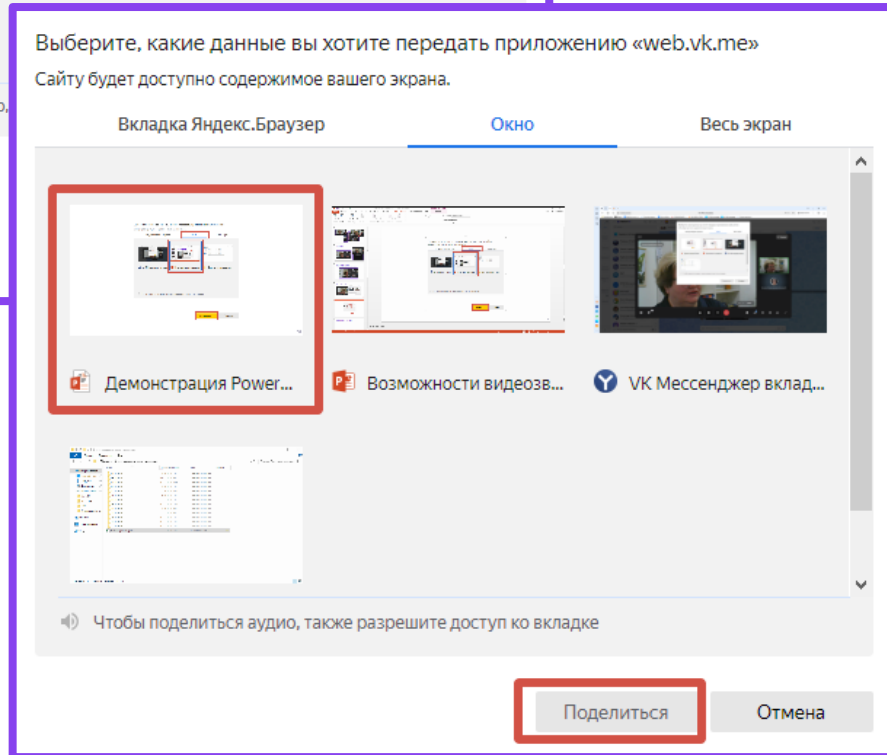 Выберите, какие данные вы хотите передать приложению «web.vk.me»
Сайту будет доступно содержимое вашего экрана.
Вкладка Яндекс.Браузер
Окно
Весь экран
Демонстрация Power...
Возможности видеозв...
VK Мессенджер вклад...
Чтобы поделиться аудио, также разрешите доступ ко вкладке
Поделиться
Отмена